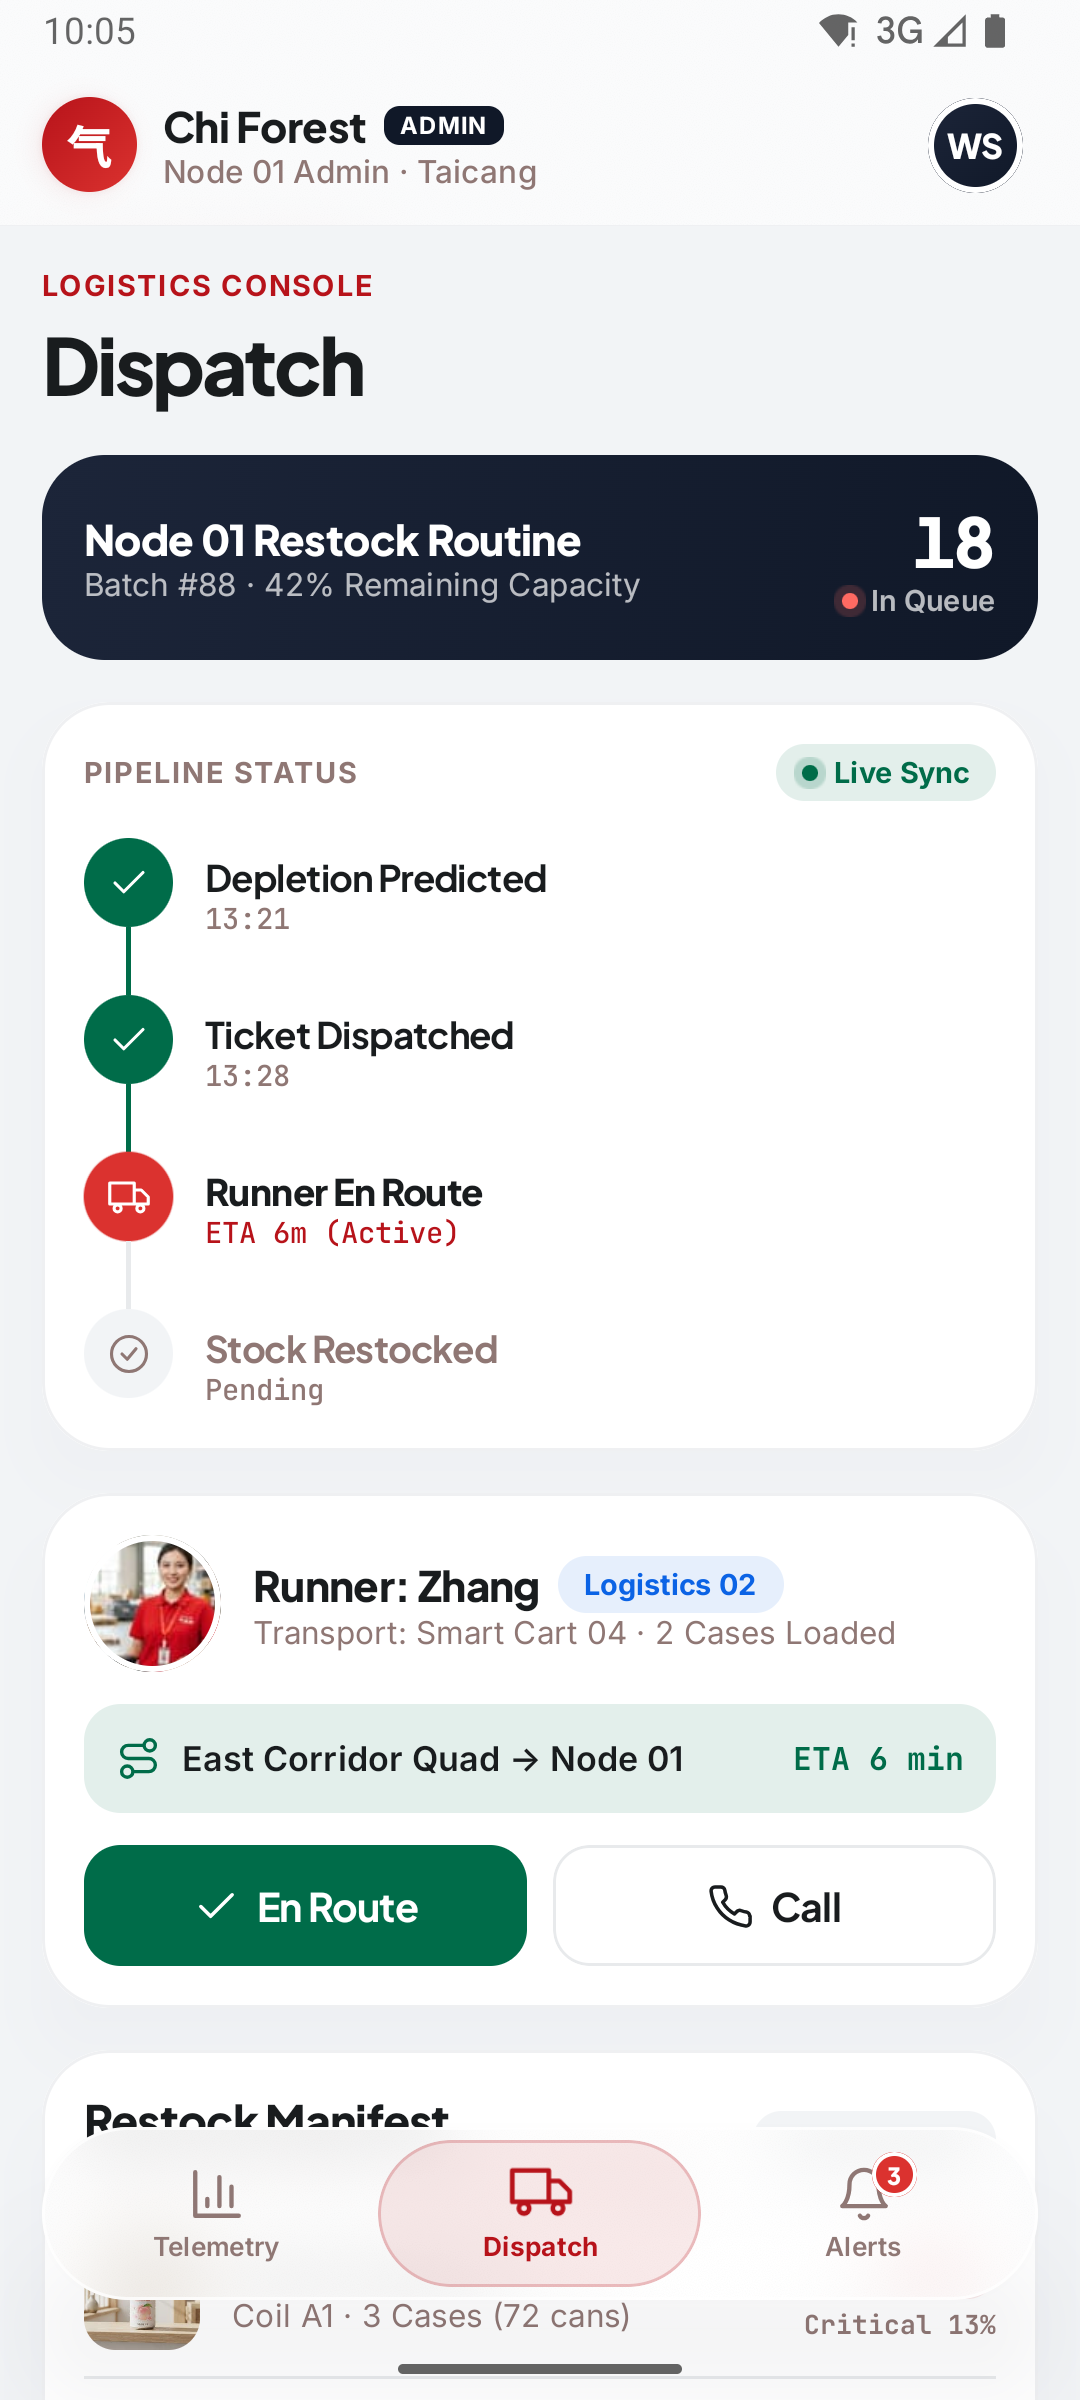 10:05
3G
气
Chi Forest
ADMIN
Node 01 Admin · Taicang
WS
LOGISTICS CONSOLE
Dispatch
Node 01 Restock Routine
Batch #88 · 42% Remaining Capacity
18
In Queue
PIPELINE STATUS
Live Sync
Depletion Predicted
13:21
Ticket Dispatched
13:28
Runner En Route
ETA 6m (Active)
Stock Restocked
Pending
Runner: Zhang
Logistics 02
Transport: Smart Cart 04 · 2 Cases Loaded
East Corridor Quad → Node 01
ETA 6 min
En Route
Call
Restock Manifest
3
Telemetry
Dispatch
Alerts
Coil A1 · 3 Cases (72 cans)
Critical 13%